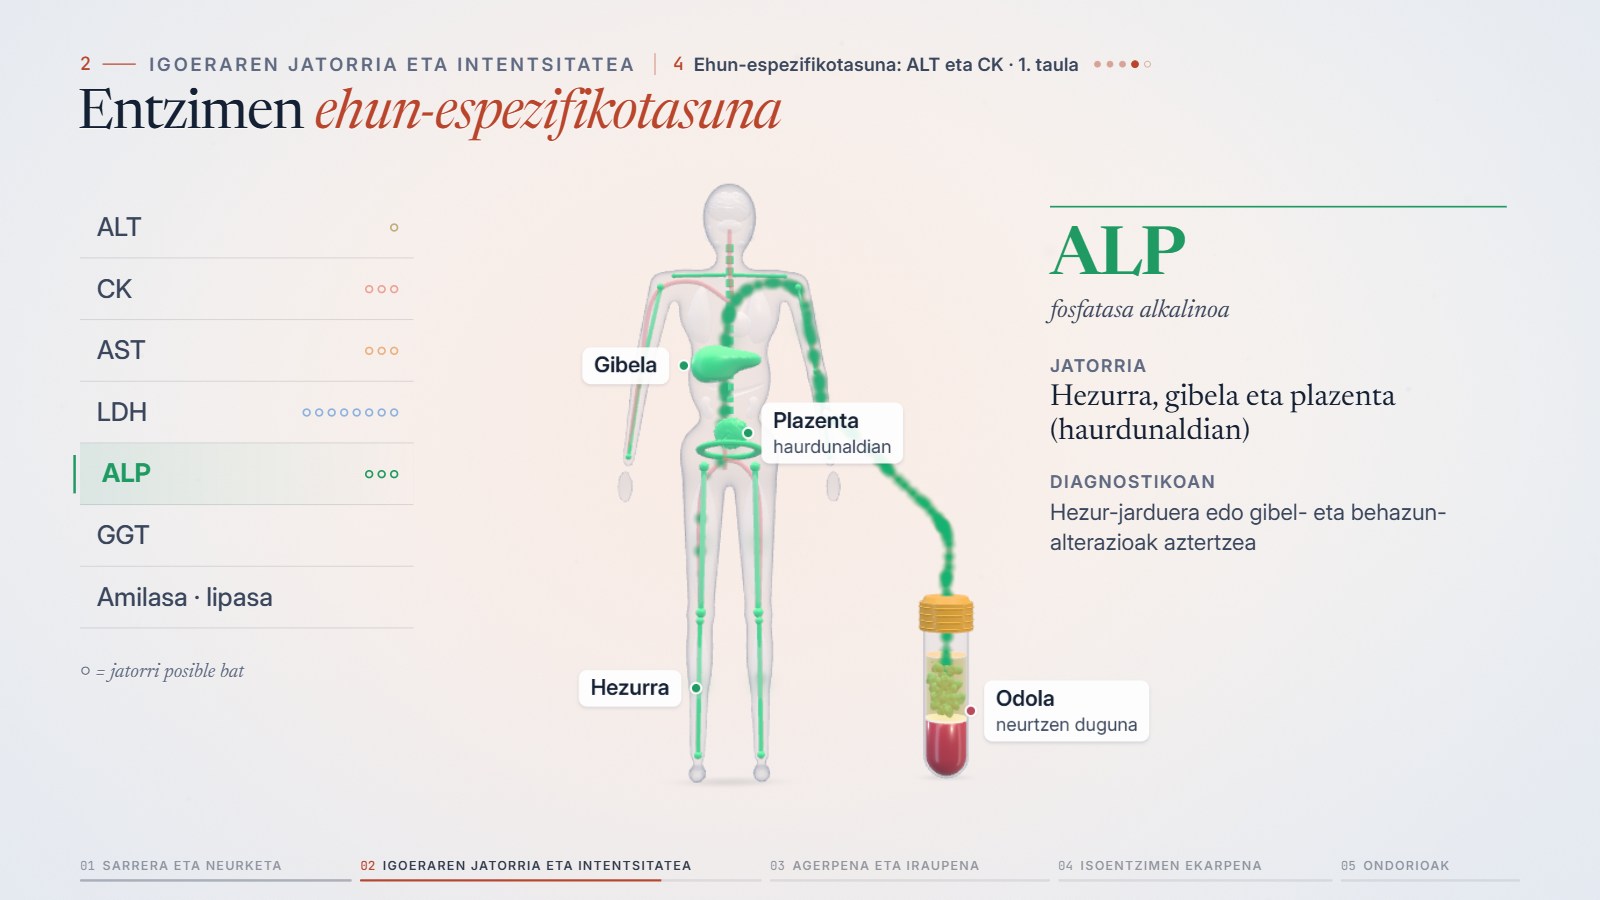 2 — IGOERAREN JATORRIA ETA INTENTSITATEA | 4 Ehun-espezifikotasuna: ALT eta CK · 1. taula
Entzimen ehun-espezifikotasuna
ALT
CK
AST
LDH
ALP
GGT
Amilasa · lipasa
○ = jatorri posible bat
Gibela
Plazenta
haurdunaldian
Hezurra
Odola
neurtzen duguna
ALP
fosfatasa alkalinoa
JATORRIA
Hezurra, gibela eta plazenta
(haurdunaldian)
DIAGNOSTIKOAN
Hezur-jarduera edo gibel- eta behazun-
alterazioak aztertzea
01 SARRERA ETA NEURKETA
02 IGOERAREN JATORRIA ETA INTENTSITATEA
03 AGERPENA ETA IRAUPENA
04 ISOENTZIMEN EKARPENA
05 ONDORIOAK